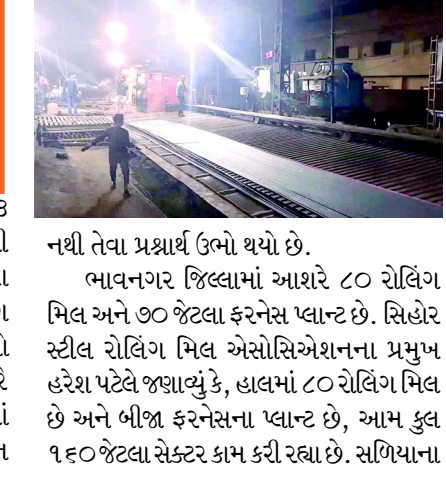 ૪
ી
ા
ા
ો
રે
ાં
ન
નથી તેવા પ્રશ્નાર્થ ઉભો થયો છે.
ભાવનગર જિલ્લામાં આશરે ૮૦ રોલિંગ
મિલ અને ૭૦ જેટલા ફરનેસ પ્લાન્ટ છે. સિહોર
સ્ટીલ રોલિંગ મિલ એસોસિએશનના પ્રમુખ
હરેશ પટેલે જણાવ્યું કે, હાલમાં ૮૦ રોલિંગ મિલ
છે અને બીજા ફરનેસના પ્લાન્ટ છે, આમ કુલ
૧૬૦ જેટલા સેક્ટર કામ કરી રહ્યા છે. સળિયાના